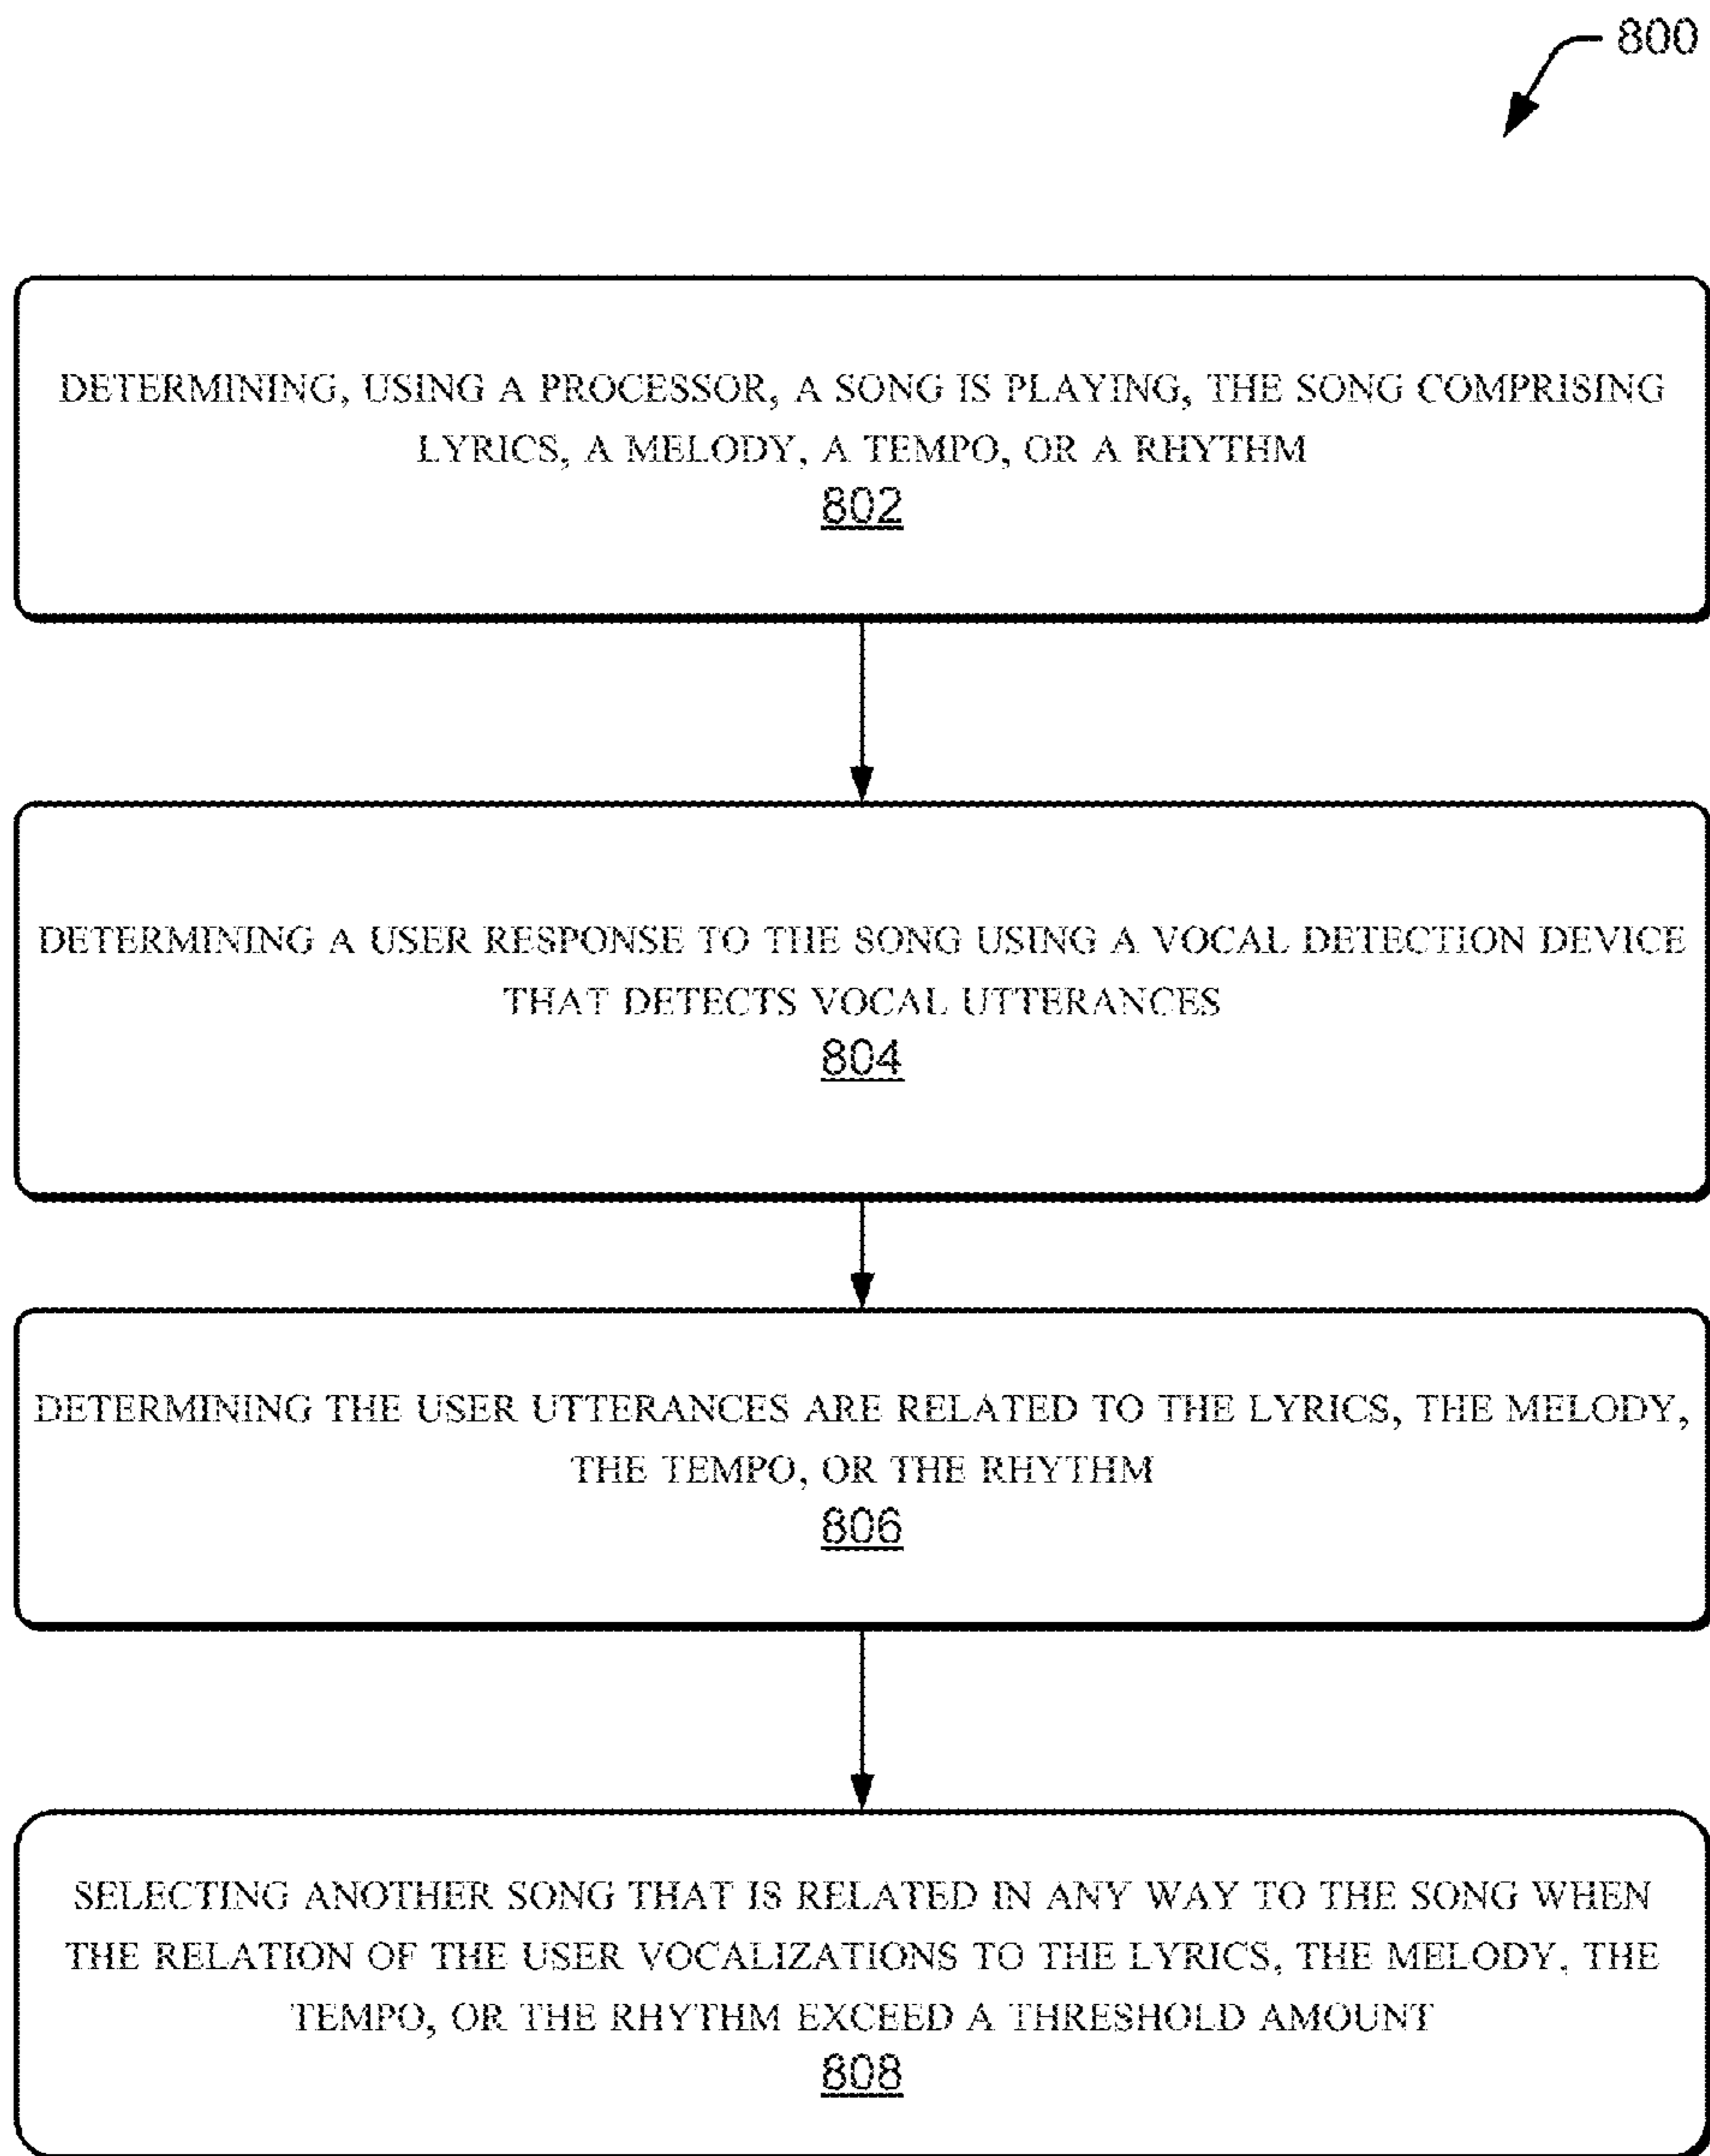 800
DETERMINING, USING A PROCESSOR, A SONG IS PLAYING, THE SONG COMPRISING
LYRICS, A MELODY, A TEMPO, OR A RHYTHM
802
DETERMINING A USER RESPONSE TO THE SONG USING A VOCAL DETECTION DEVICE
THAT DETECTS VOCAL UTTERANCES
804
DETERMINING THE USER UTTERANCES ARE RELATED TO THE LYRICS, THE MELODY,
THE TEMPO, OR THE RHYTHM
806
SELECTING ANOTHER SONG THAT IS RELATED IN ANY WAY TO THE SONG WHEN
THE RELATION OF THE USER VOCALIZATIONS TO THE LYRICS, THE MELODY, THE
TEMPO, OR THE RHYTHM EXCEED A THRESHOLD AMOUNT
808